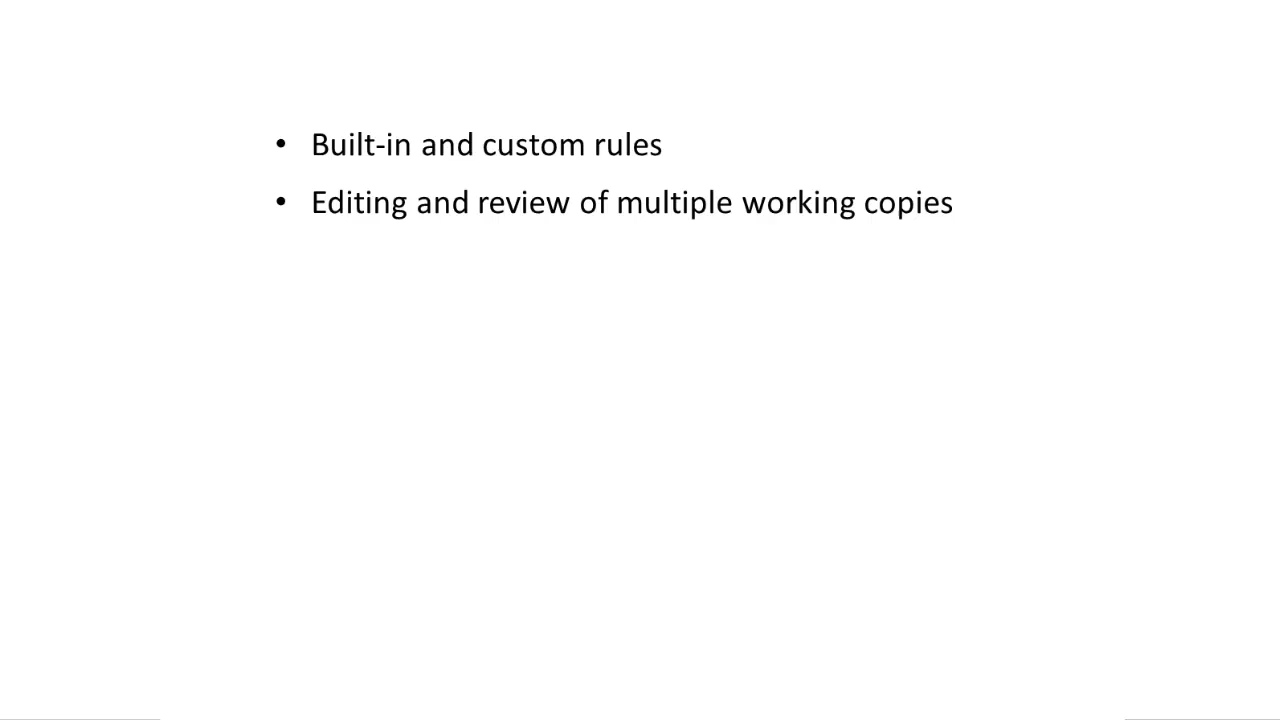 • Built-in and custom rules
• Editing and review of multiple working copies